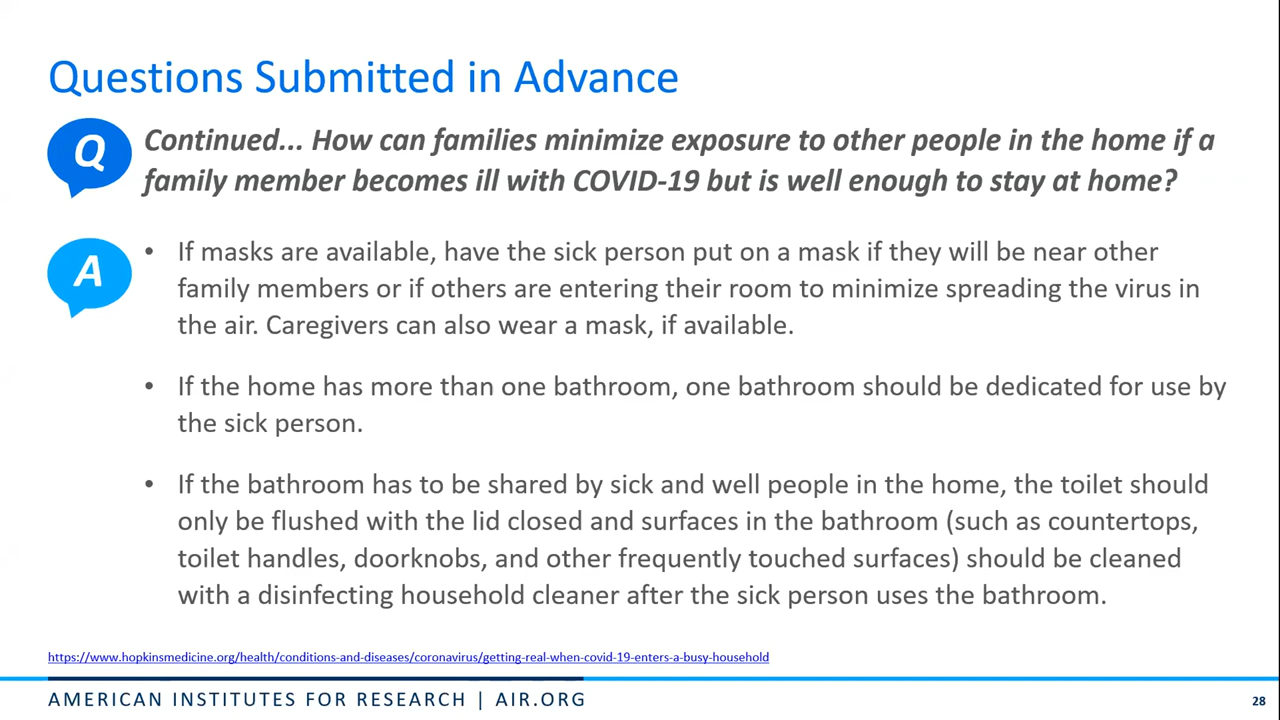 Questions Submitted in Advance
Q
Continued... How can families minimize exposure to other people in the home if a
family member becomes ill with COVID-19 but is well enough to stay at home?
A
• If masks are available, have the sick person put on a mask if they will be near other
family members or if others are entering their room to minimize spreading the virus in
the air. Caregivers can also wear a mask, if available.
• If the home has more than one bathroom, one bathroom should be dedicated for use by
the sick person.
• If the bathroom has to be shared by sick and well people in the home, the toilet should
only be flushed with the lid closed and surfaces in the bathroom (such as countertops,
toilet handles, doorknobs, and other frequently touched surfaces) should be cleaned
with a disinfecting household cleaner after the sick person uses the bathroom.
https://www.hopkinsmedicine.org/health/conditions-and-diseases/coronavirus/getting-real-when-covid-19-enters-a-busy-household
AMERICAN INSTITUTES FOR RESEARCH | AIR.ORG
28